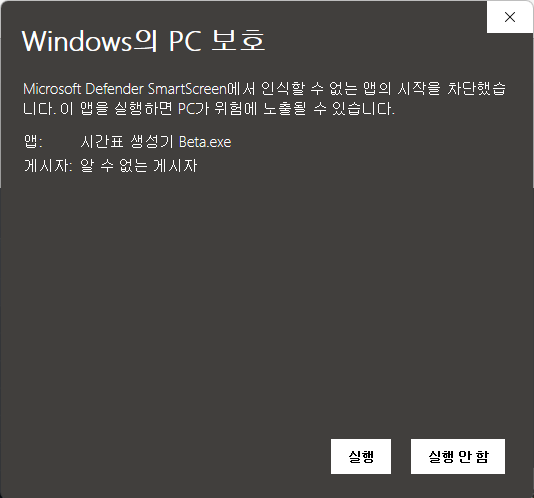 Windows의 PC 보호
Microsoft Defender SmartScreen에서 인식할 수 없는 앱의 시작을 차단했습
니다. 이 앱을 실행하면 PC가 위험에 노출될 수 있습니다.
앱: 시간표 생성기 Beta.exe
게시자: 알 수 없는 게시자
실행 실행 안 함